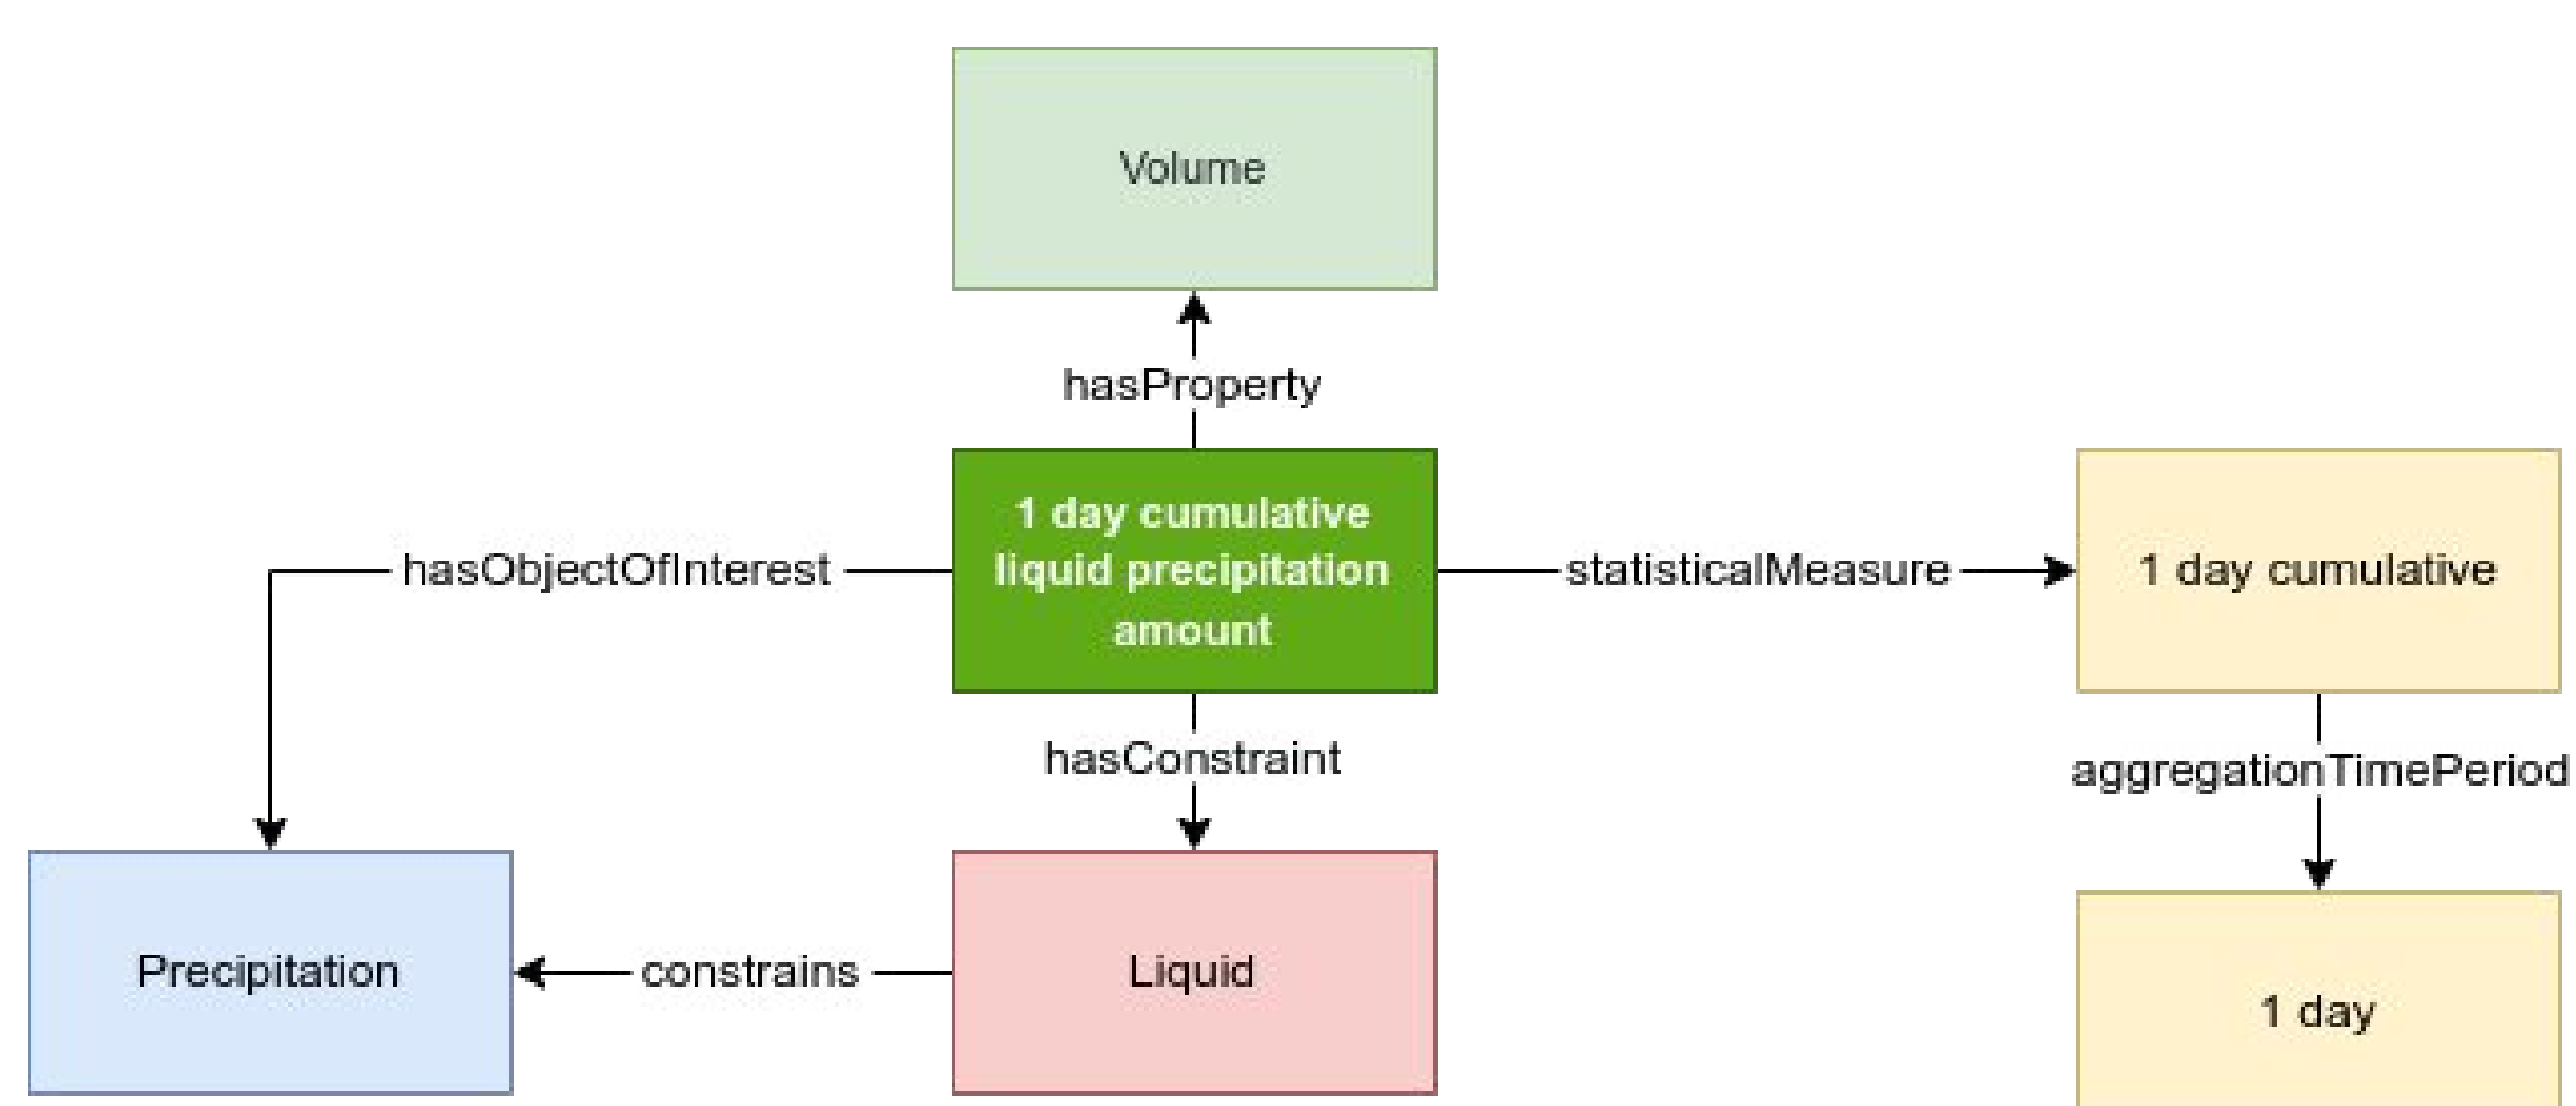 Volume
hasProperty
1 day cumulative
liquid precipitation
amount
hasObjectOfInterest
statisticalMeasure
1 day cumulative
hasConstraint
aggregationTimePeriod
Precipitation
constrains
Liquid
1 day